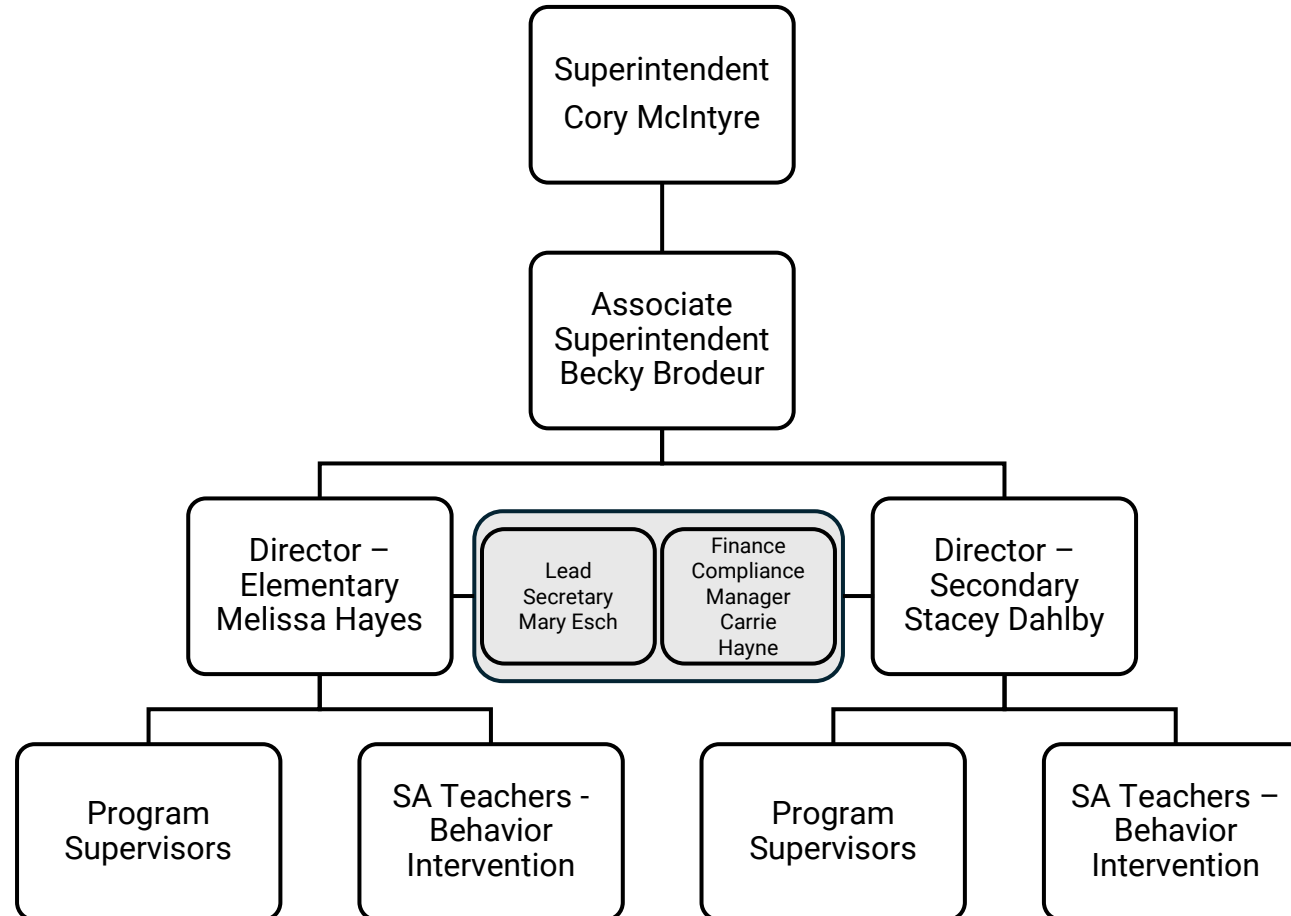 Superintendent
Cory McIntyre
Associate
Superintendent
Becky Brodeur
Director –
Elementary
Melissa Hayes
Lead
Secretary
Mary Esch
Finance
Compliance
Manager
Carrie
Hayne
Director –
Secondary
Stacey Dahlby
Program
Supervisors
SA Teachers -
Behavior
Intervention
Program
Supervisors
SA Teachers –
Behavior
Intervention